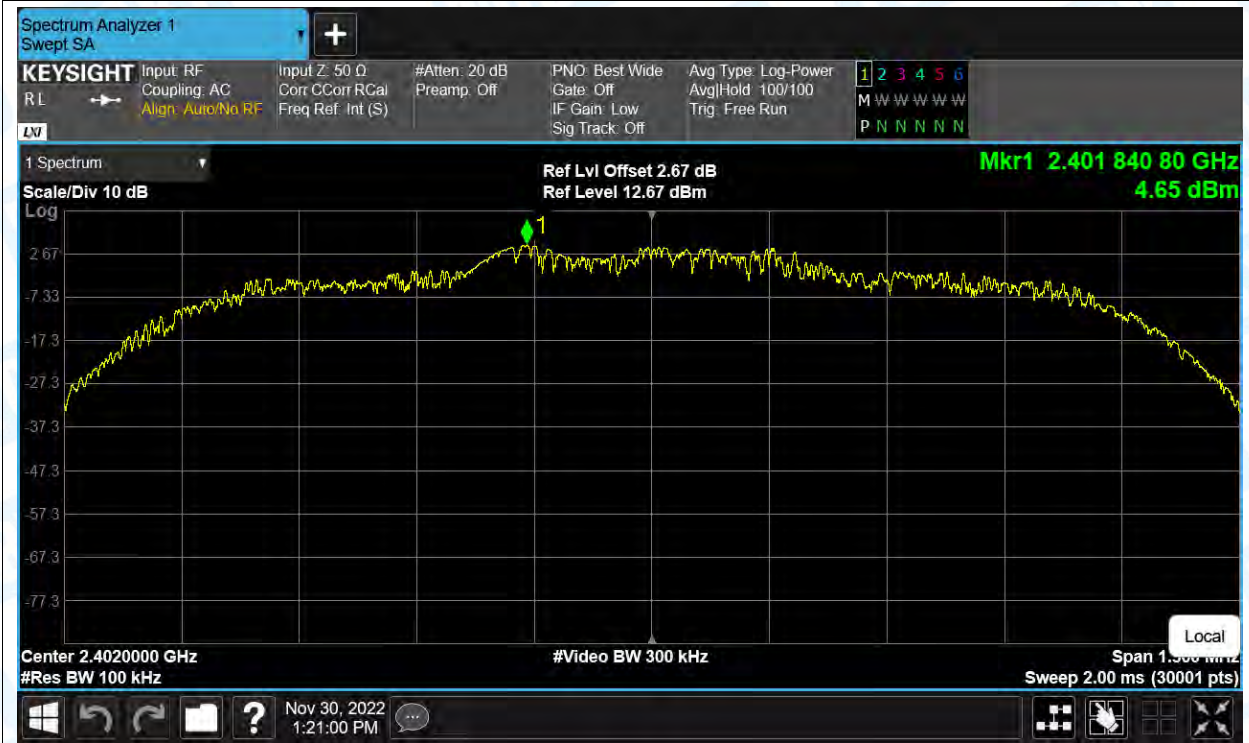 Spectrum Analyzer 1
Swept SA
KEYSIGHT
R L
LXI
Input: RF
Coupling: AC
Align: Auto/No RF
Input Z: 50 Ω
Corr CCorr RCal
Freq Ref: Int (S)
#Atten: 20 dB
Preamp: Off
PNO: Best Wide
Gate: Off
IF Gain: Low
Sig Track: Off
Avg Type: Log-Power
Avg|Hold: 100/100
Trig: Free Run
1 2 3 4 5 6
M W W W W W
P N N N N N N
1 Spectrum
Scale/Div 10 dB
Ref Lvl Offset 2.67 dB
Ref Level 12.67 dBm
Mkr1 2.401 840 80 GHz
4.65 dBm
Log
1
2.67
-7.33
-17.3
-27.3
-37.3
-47.3
-57.3
-67.3
-77.3
Local
Center 2.4020000 GHz
#Video BW 300 kHz
Span
#Res BW 100 kHz
Sweep 2.00 ms (30001 pts)
?
Nov 30, 2022
1:21:00 PM